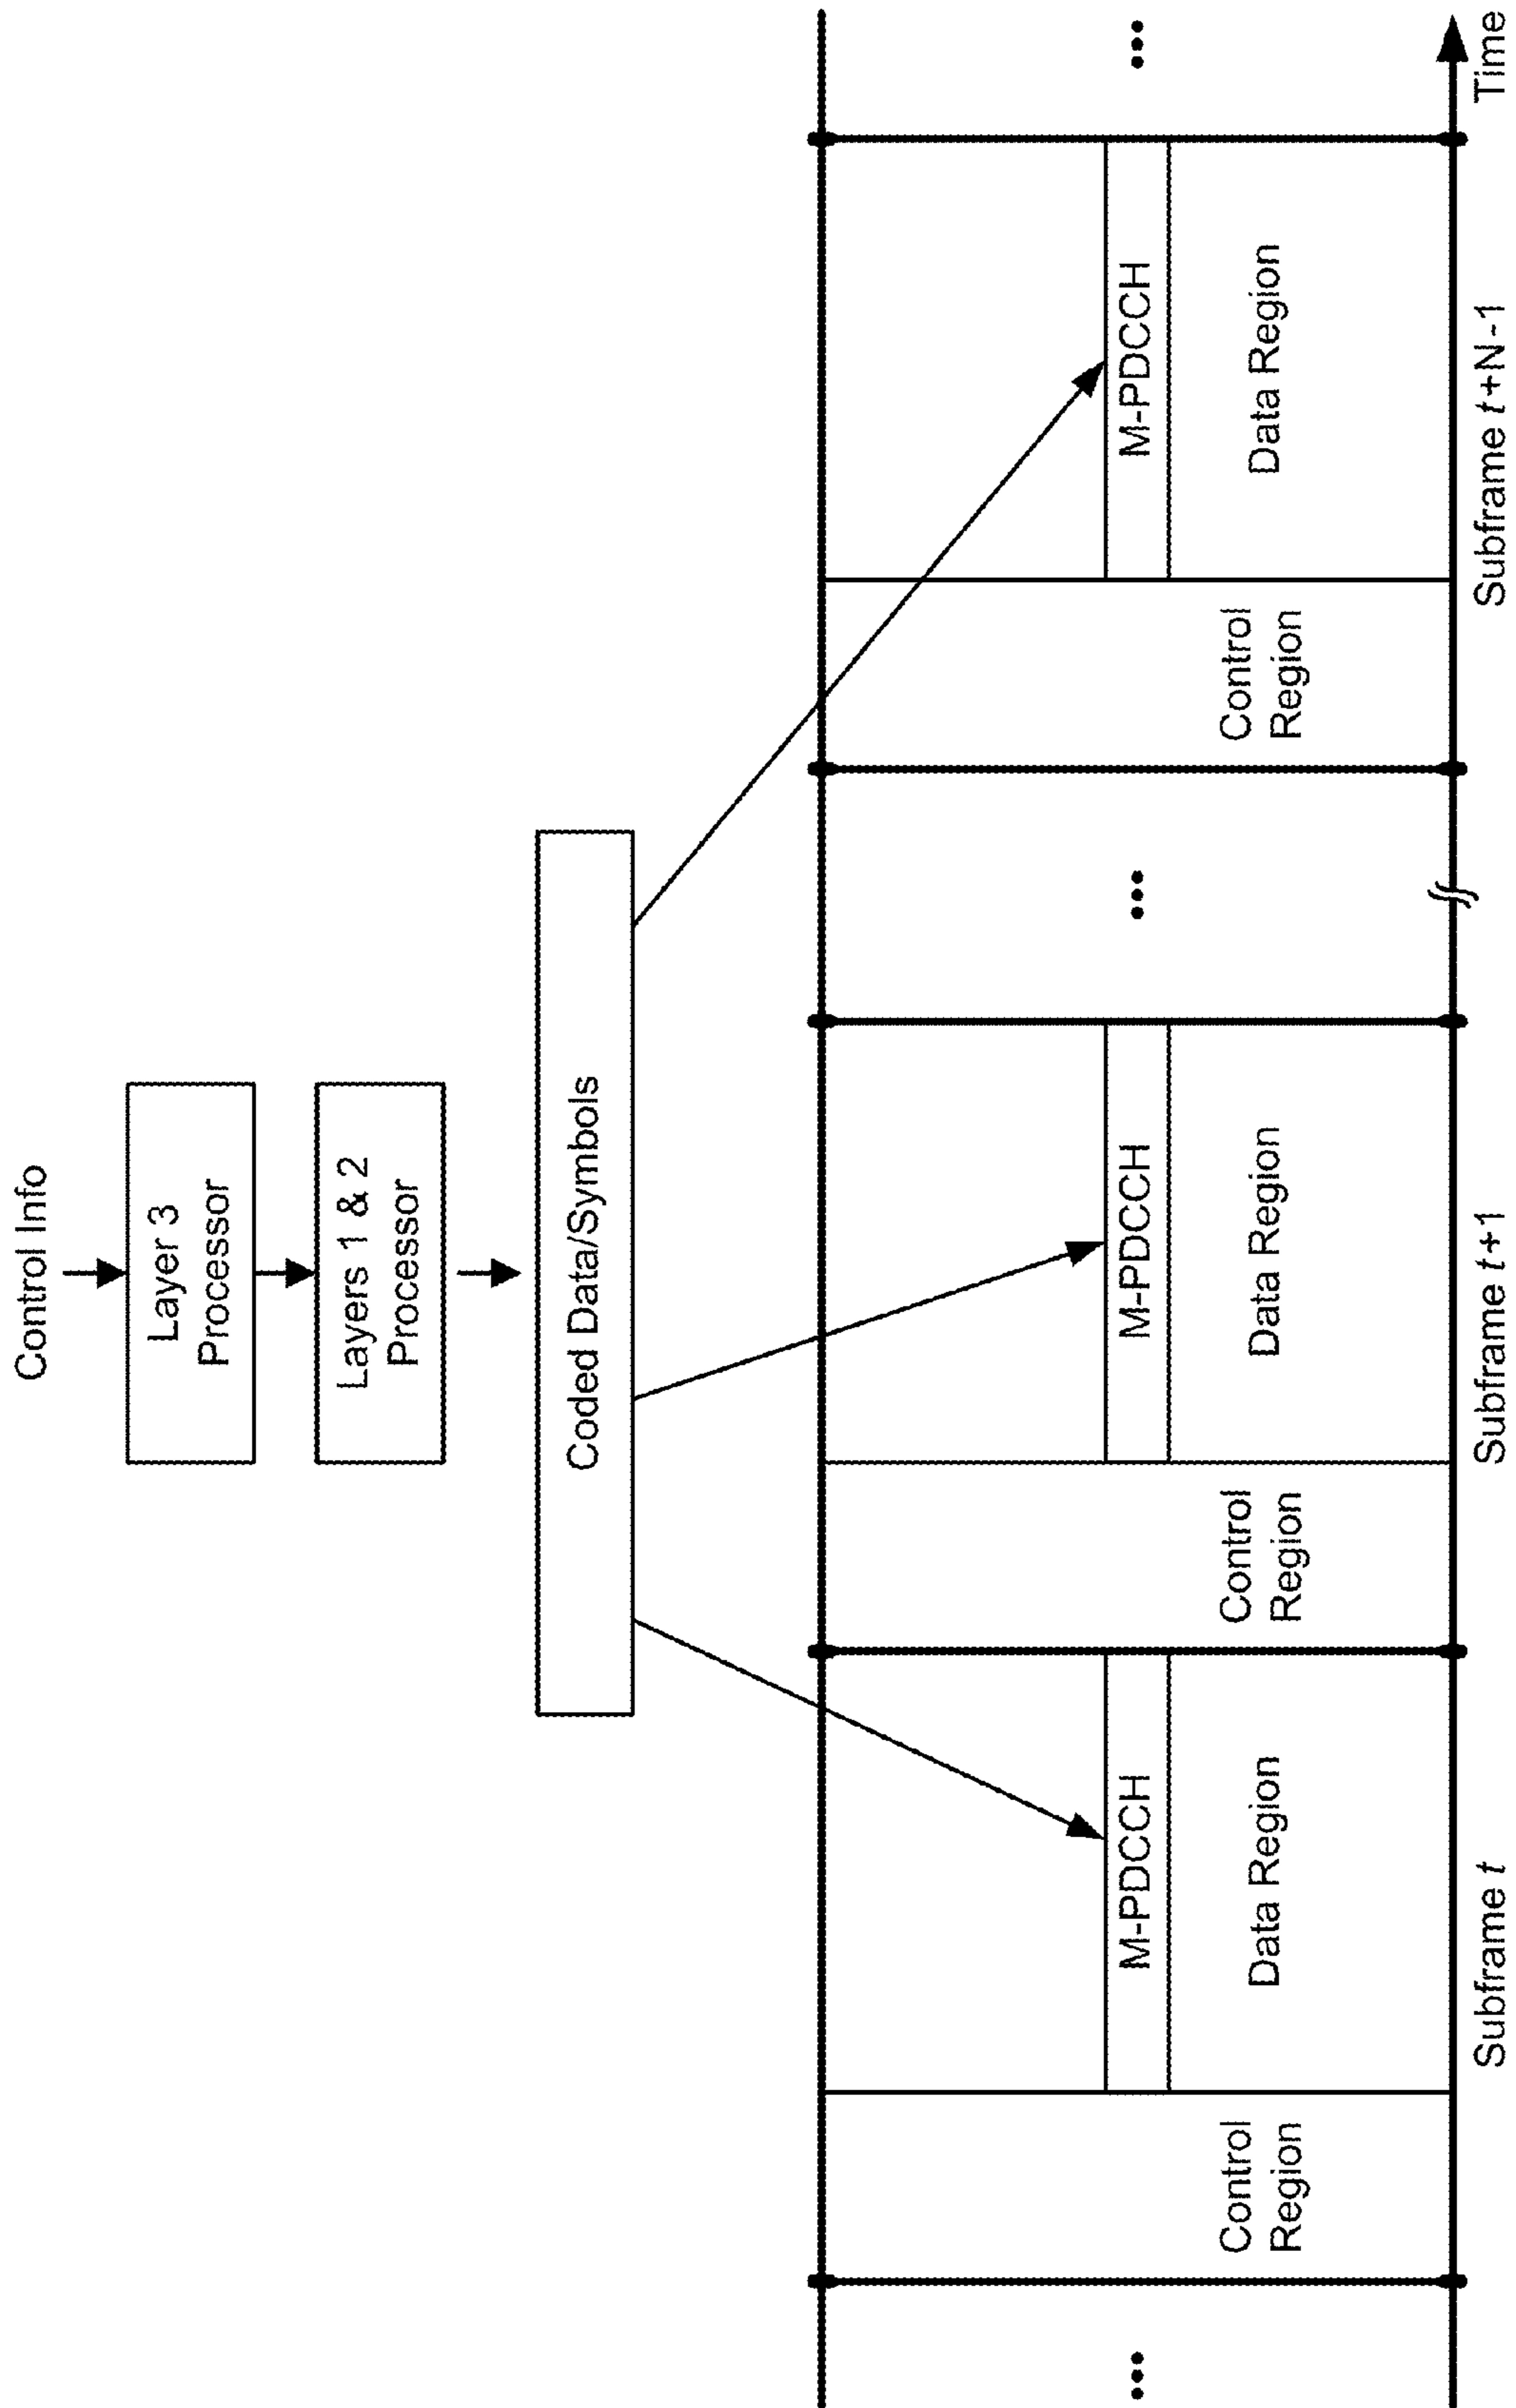 Control Info
Layer 3
Processor
Layers 1 & 2
Processor
Coded Data/Symbols
Control
Region
M-PDCCH
Data Region
Control
Region
M-PDCCH
Data Region
Control
Region
M-PDCCH
Data Region
Subframe t
Subframe t+1
Subframe t+N-1
Time